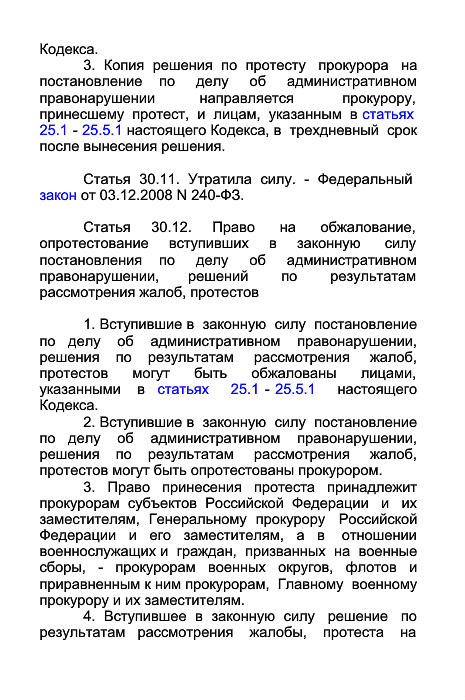 Кодекса.
3. Копия решения по протесту прокурора на
постановление по делу об административном
правонарушении направляется прокурору,
принесшему протест, и лицам, указанным в статьях
25.1 - 25.5.1 настоящего Кодекса, в трехдневный срок
после вынесения решения.
Статья 30.11. Утратила силу. - Федеральный
закон от 03.12.2008 N 240-ФЗ.
Статья 30.12. Право на обжалование,
опротестование вступивших в законную силу
постановления по делу об административном
правонарушении, решений по результатам
рассмотрения жалоб, протестов
1. Вступившие в законную силу постановление
по делу об административном правонарушении,
решения по результатам рассмотрения жалоб,
протестов могут быть обжалованы лицами,
указанными в статьях 25.1 - 25.5.1 настоящего
Кодекса.
2. Вступившие в законную силу постановление
по делу об административном правонарушении,
решения по результатам рассмотрения жалоб,
протестов могут быть опротестованы прокурором.
3. Право принесения протеста принадлежит
прокурорам субъектов Российской Федерации и их
заместителям, Генеральному прокурору Российской
Федерации и его заместителям, а в отношении
военнослужащих и граждан, призванных на военные
сборы, - прокурорам военных округов, флотов и
приравненным к ним прокурорам, Главному военному
прокурору и их заместителям.
4. Вступившее в законную силу решение по
результатам рассмотрения жалобы, протеста на